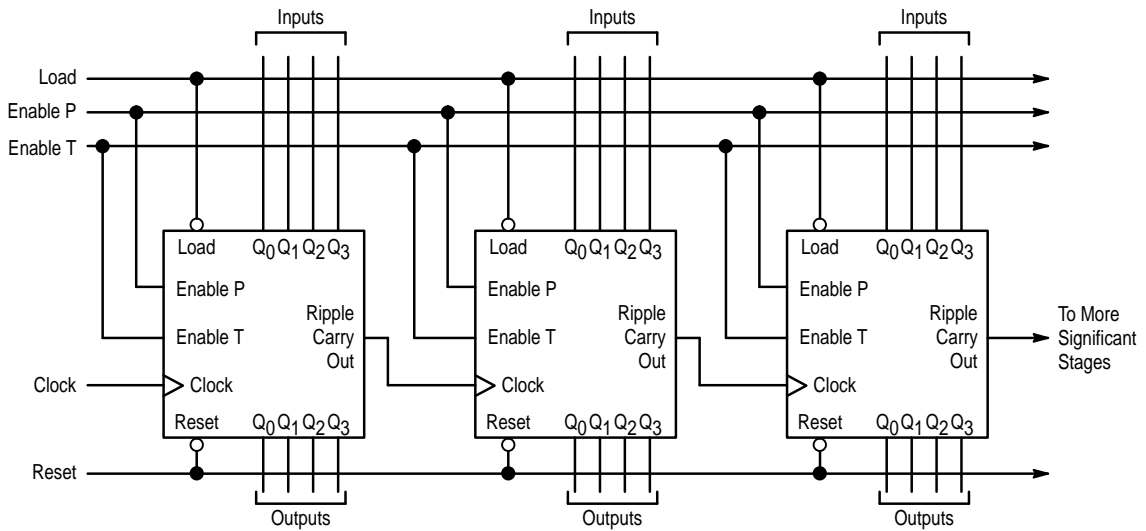 Inputs Inputs Inputs
Load
Enable P
Enable T
Load Q0 Q1 Q2 Q3
Enable P
Enable T
Ripple
Carry
Out
Clock
Clock
Reset Q0 Q1 Q2 Q3
Load Q0 Q1 Q2 Q3
Enable P
Enable T
Ripple
Carry
Out
Clock
Reset Q0 Q1 Q2 Q3
Load Q0 Q1 Q2 Q3
Enable P
Enable T
Ripple
Carry
Out
Clock
Reset Q0 Q1 Q2 Q3
To More
Significant
Stages
Reset
Outputs Outputs Outputs